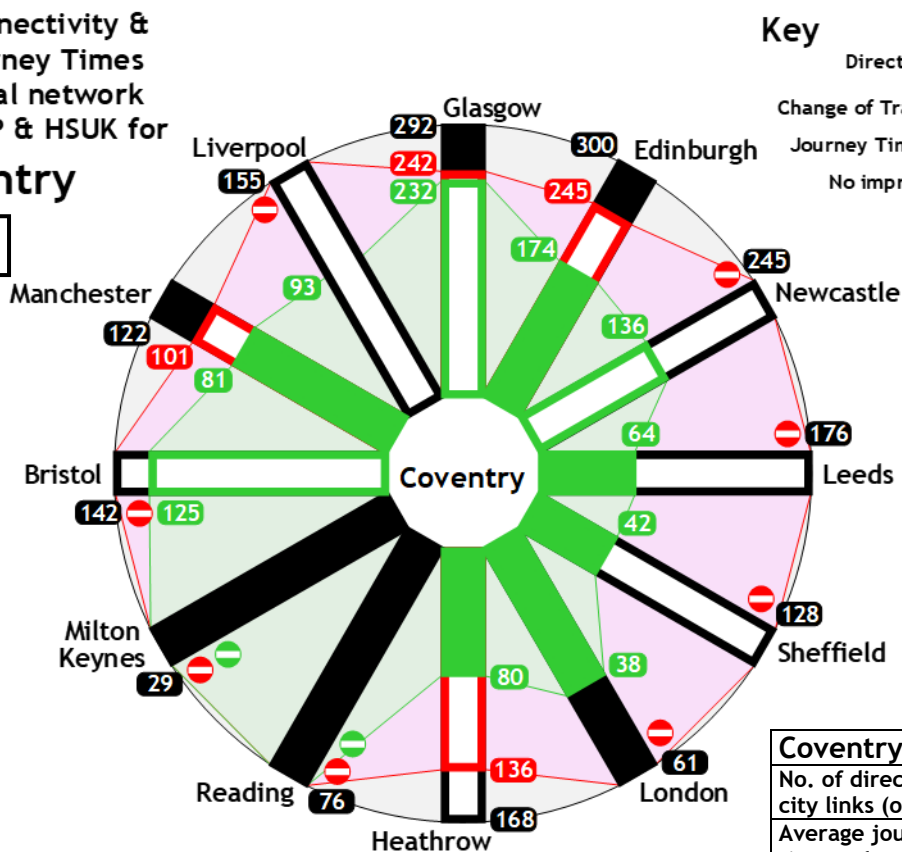 nectivity &
ney Times
al network
P & HSUK for
ntry
Key
Direct
Change of Tra
Journey Tim
No impr
Glasgow
292
242
232
Liverpool
155
300
Edinburgh
245
174
245
Newcastle
93
136
Manchester
122
101
81
64
176
Leeds
Bristol
Coventry
142
125
42
128
Sheffield
Milton
Keynes
29
80
38
136
61
London
Reading
76
168
Heathrow
Coventry
No. of direc
city links (o
Average jou